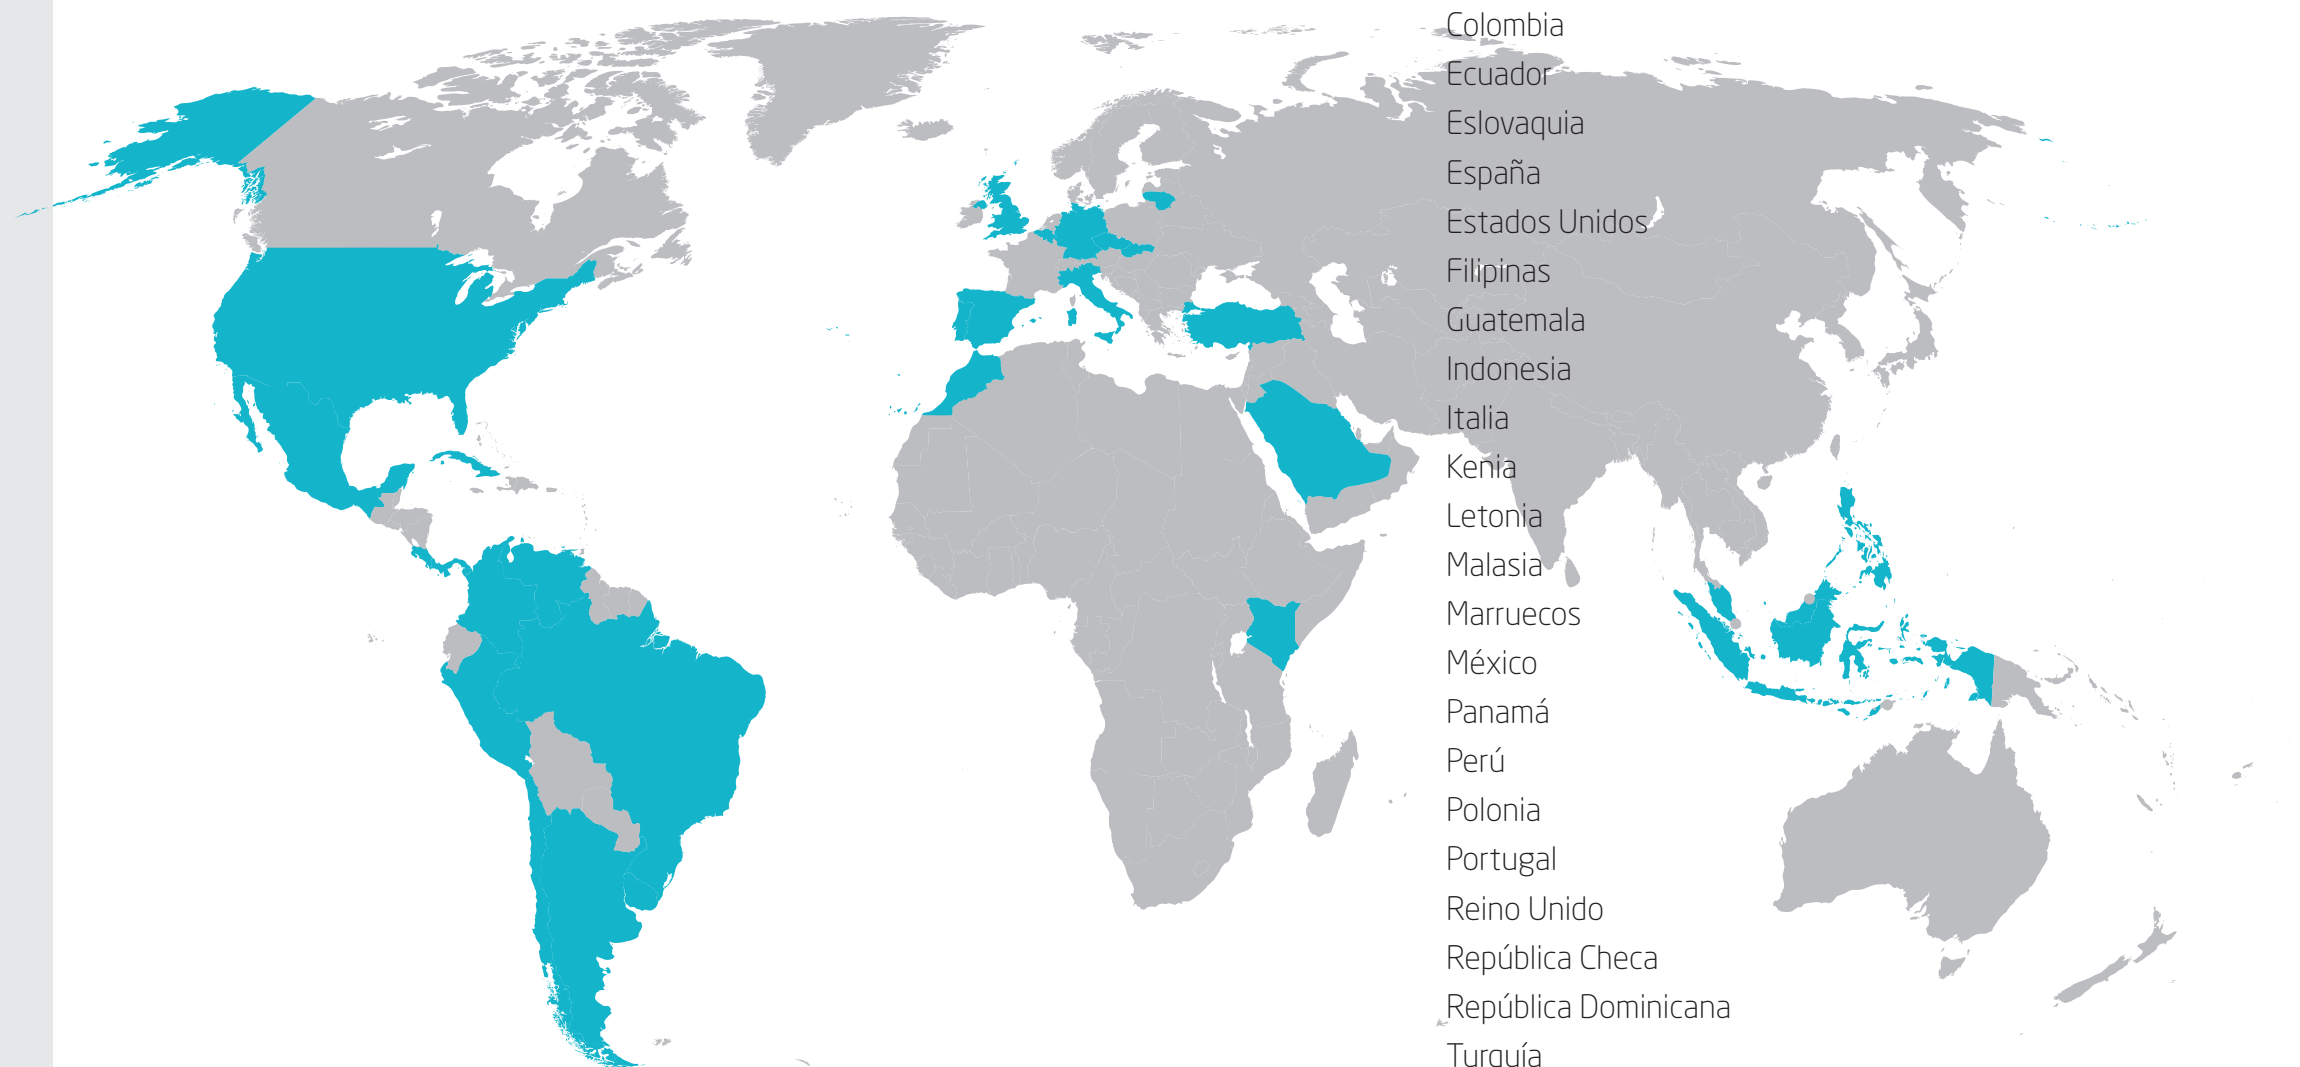 Colombia
Ecuador
Eslovaquia
España
Estados Unidos
Filipinas
Guatemala
Indonesia
Italia
Kenia
Letonia
Malasia
Marruecos
México
Panamá
Perú
Polonia
Portugal
Reino Unido
República Checa
República Dominicana
Turquía